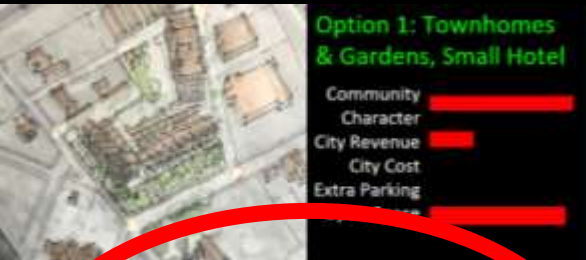 Option 1: Townhomes
& Gardens, Small Hotel
Community
Character
City Revenue
City Cost
Extra Parking